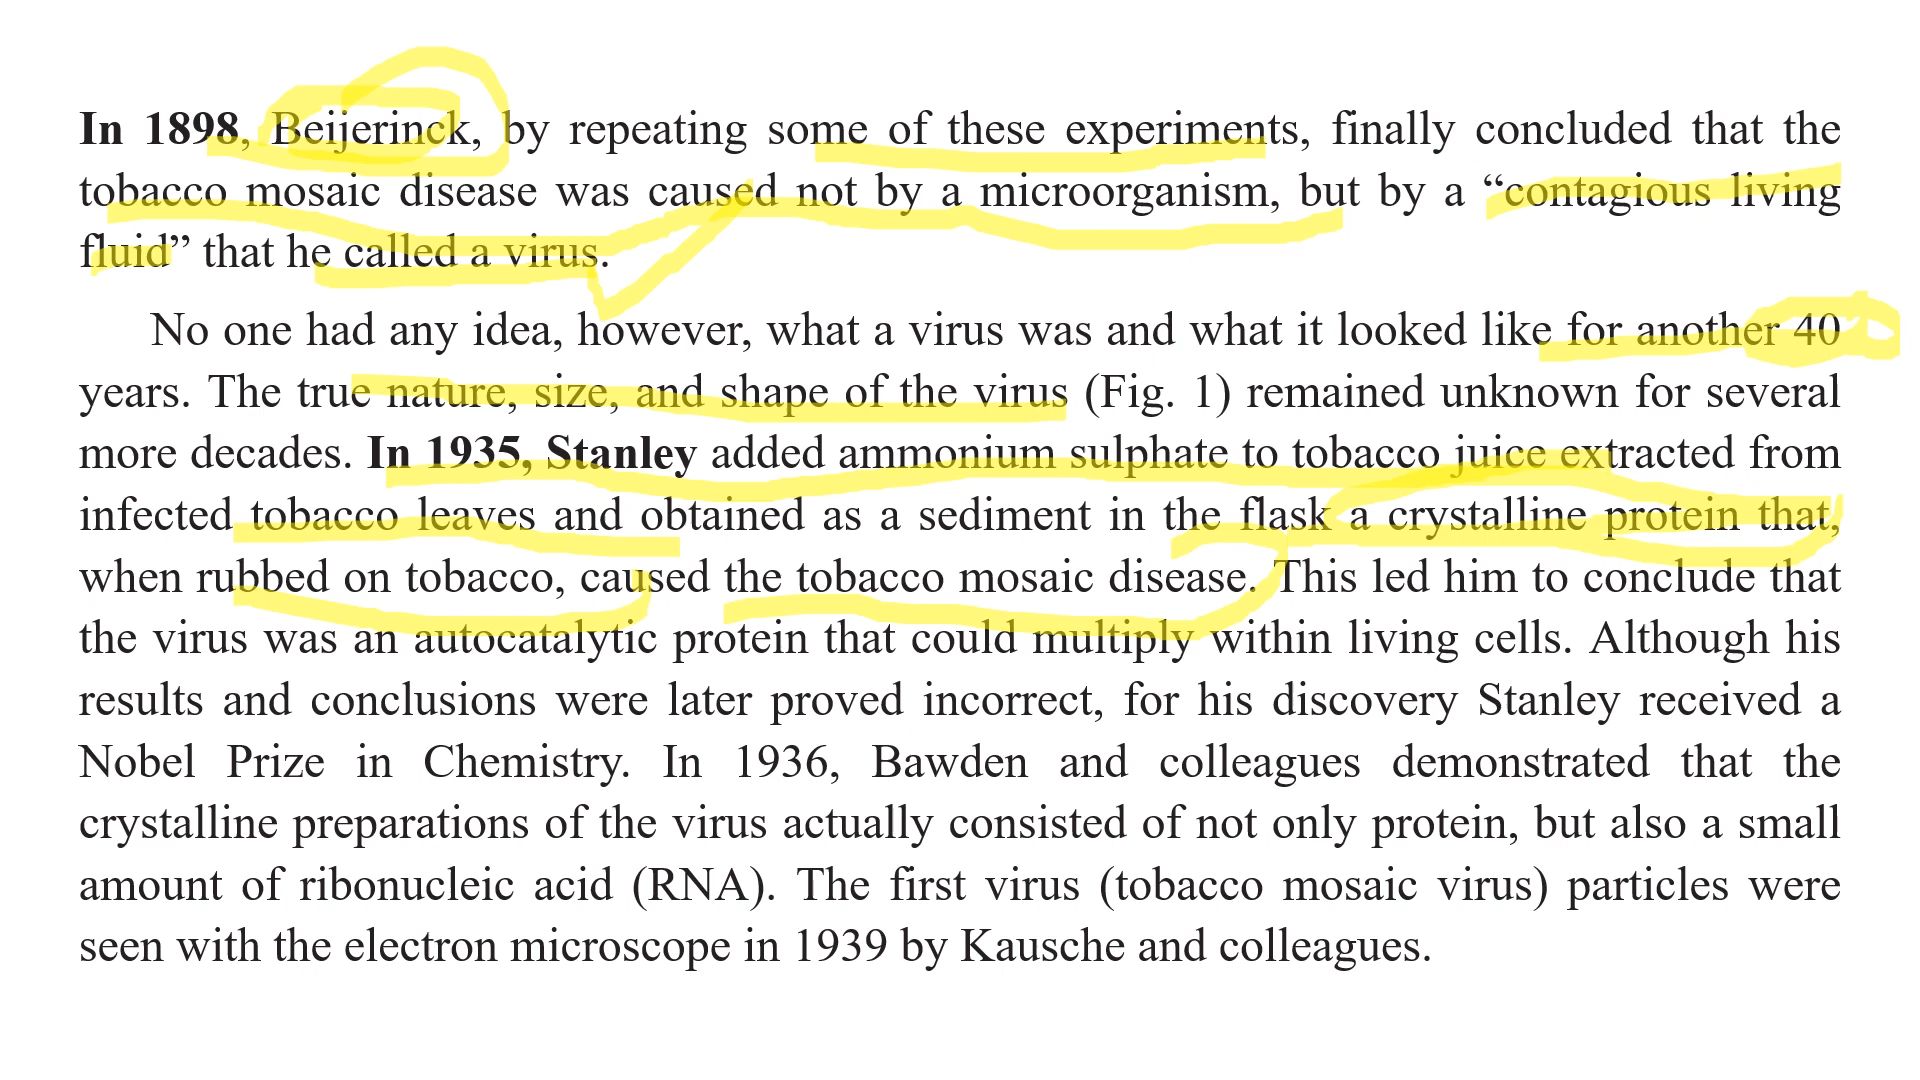 In 1898, Beijerinck, by repeating some of these experiments, finally concluded that the
tobacco mosaic disease was caused not by a microorganism, but by a “contagious living
fluid” that he called a virus.
No one had any idea, however, what a virus was and what it looked like for another 40
years. The true nature, size, and shape of the virus (Fig. 1) remained unknown for several
more decades. In 1935, Stanley added ammonium sulphate to tobacco juice extracted from
infected tobacco leaves and obtained as a sediment in the flask a crystalline protein that,
when rubbed on tobacco, caused the tobacco mosaic disease. This led him to conclude that
the virus was an autocatalytic protein that could multiply within living cells. Although his
results and conclusions were later proved incorrect, for his discovery Stanley received a
Nobel Prize in Chemistry. In 1936, Bawden and colleagues demonstrated that the
crystalline preparations of the virus actually consisted of not only protein, but also a small
amount of ribonucleic acid (RNA). The first virus (tobacco mosaic virus) particles were
seen with the electron microscope in 1939 by Kausche and colleagues.